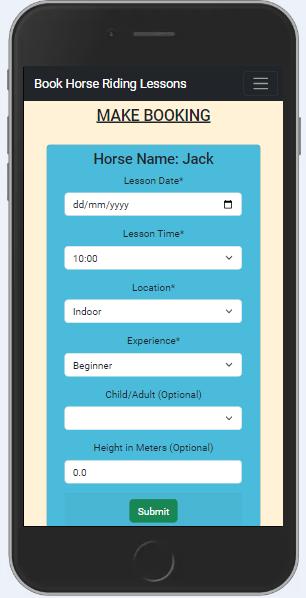 Book Horse Riding Lessons
MAKE BOOKING
Horse Name: Jack
Lesson Date*
dd/mm/yyyy
Lesson Time*
10:00
Location*
Indoor
Experience*
Beginner
Child/Adult (Optional)
Height in Meters (Optional)
0.0
Submit